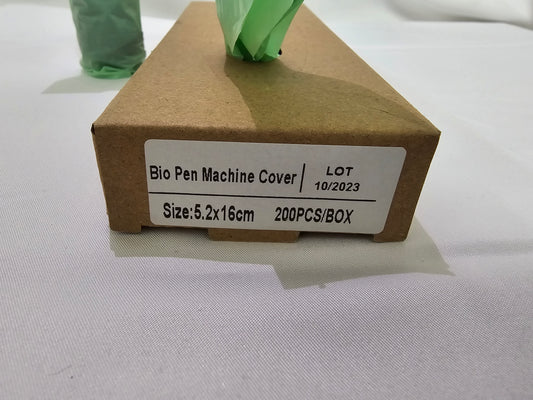 Bio Pen Machine Cover
LOT
10/2023
Size:5.2x16cm 200PCS/BOX